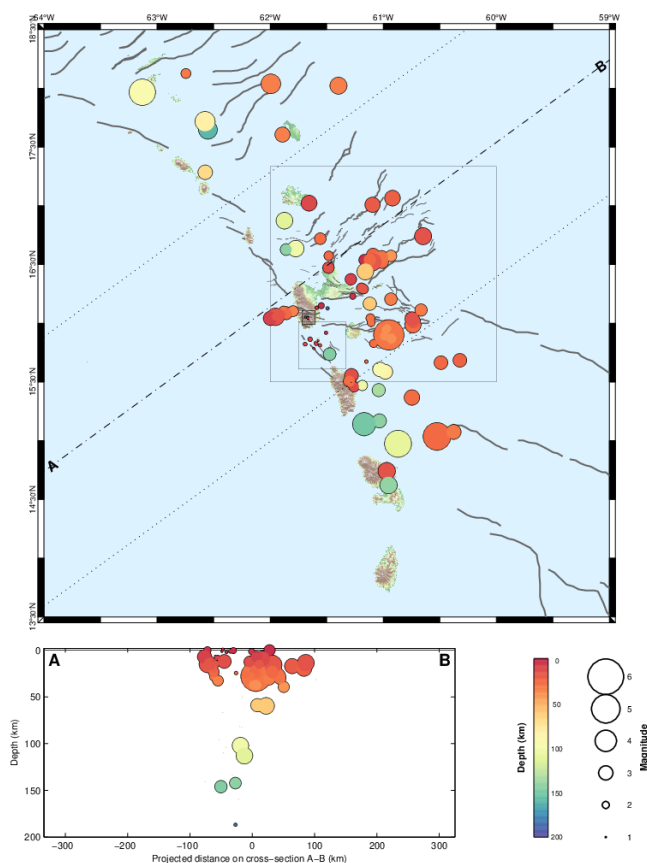 64°W 63°W 62°W 61°W 60°W 59°W
18°30'N
17°30'N
16°30'N
15°30'N
14°30'N
13°30'N
B
A
A B
0
50
100
150
200
Depth (km)
−300 −200 −100 0 100 200 300
Projected distance on cross−section A−B (km)
Depth (km)
0
50
100
150
200
6
5
4
3
2
1
Magnitude